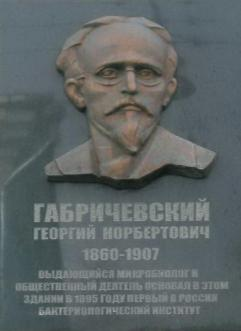 ГАБРИЧЕВСКИЙ
ГЕОРГИЙ НОРБЕРТОВИЧ
1860-1907
ВЫДАЮЩИЙСЯ МИКРОБИОЛОГ И
ОБЩЕСТВЕННЫЙ ДЕЯТЕЛЬ ОСНОВАЛ В ЭТОМ
ЗДАНИИ В 1895 ГОДУ ПЕРВЫЙ В РОССИИ
БАКТЕРИОЛОГИЧЕСКИЙ ИНСТИТУТ